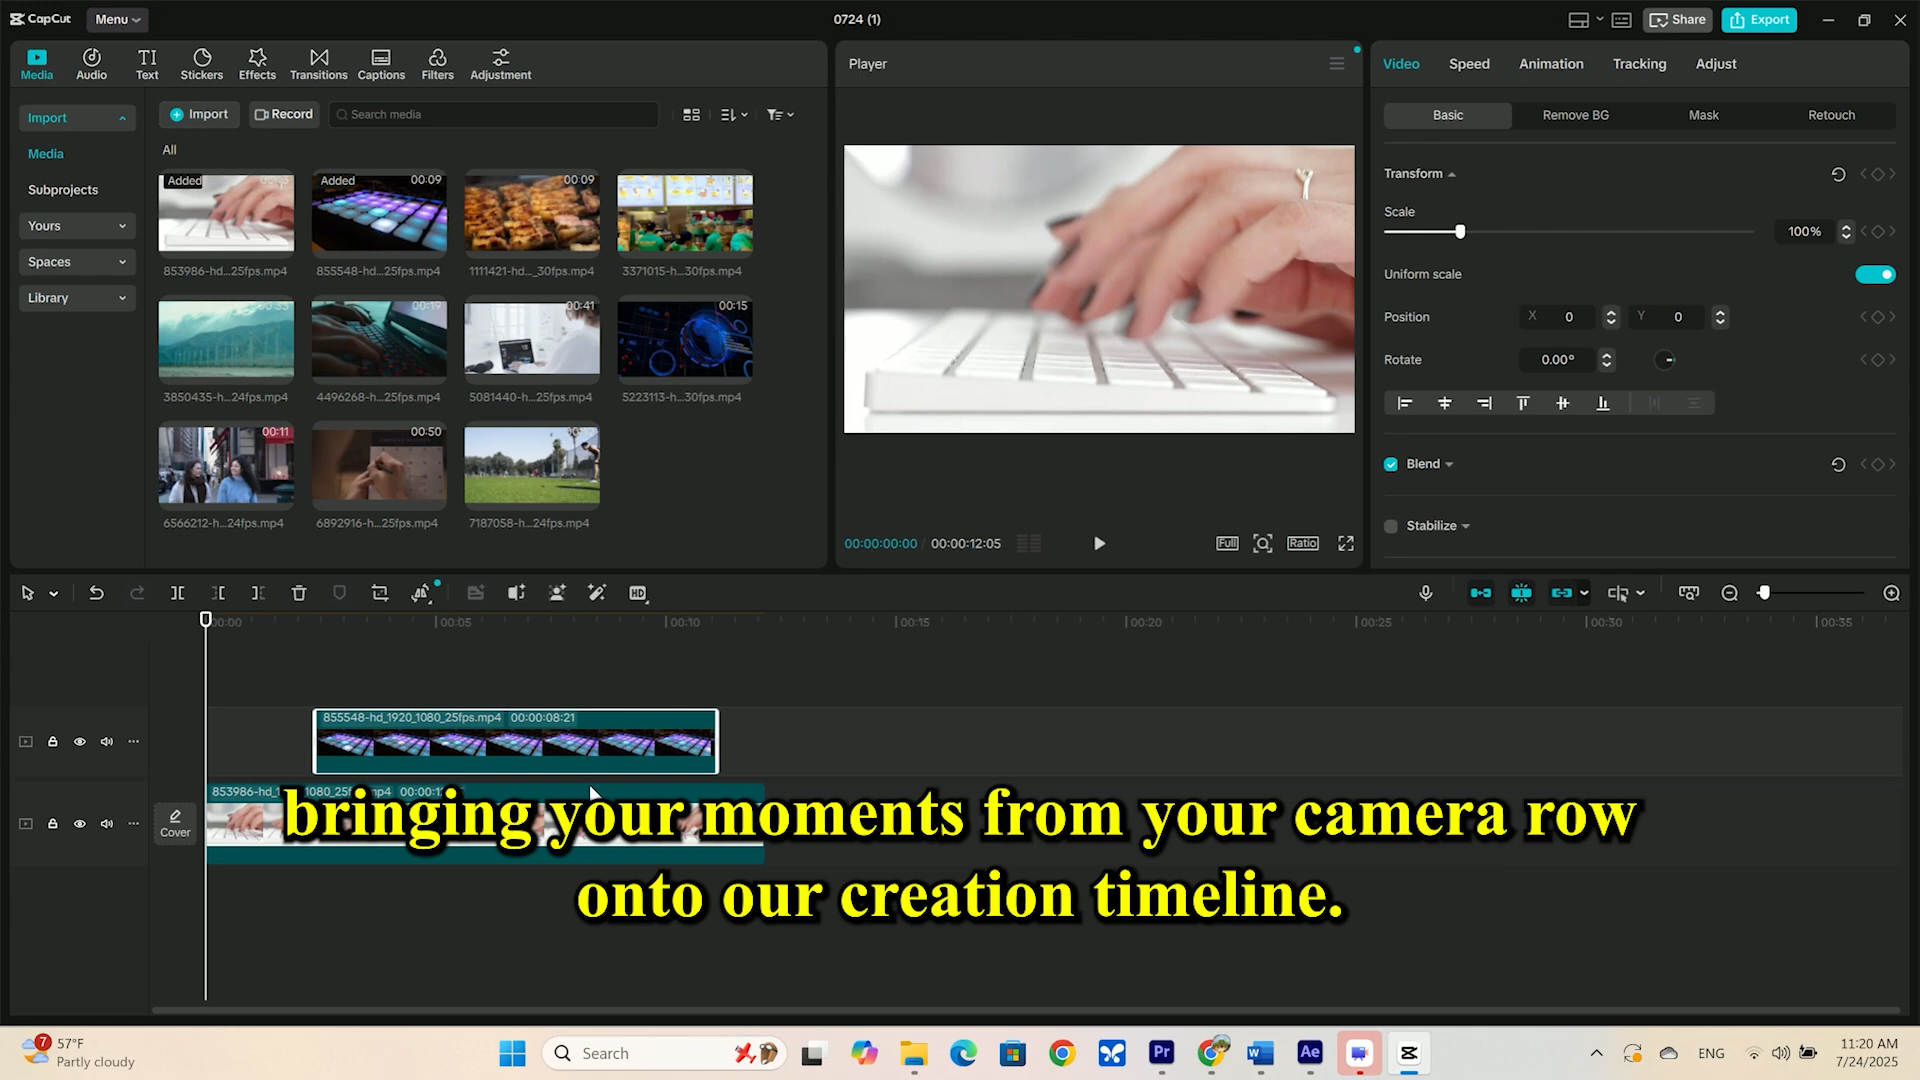 CapCut
Menu
0724 (1)
Share
Export
Media
Audio
Text
Stickers
Effects
Transitions
Captions
Filters
Adjustment
Import
Media
Subprojects
Yours
Spaces
Library
Import
Record
Search media
All
Added
Added 00:09
00:09
853986-hd...25fps.mp4
855548-hd...25fps.mp4
1111421-hd..._30fps.mp4
3371015-h...30fps.mp4
00:19
00:41
00:15
3850435-h...24fps.mp4
4496268-h...25fps.mp4
5081440-h...25fps.mp4
5223113-h...30fps.mp4
00:11
00:50
6566212-h...24fps.mp4
6892916-h...25fps.mp4
7187058-h...24fps.mp4
Player
00:00:00:00 / 00:00:12:05
Full
Ratio
Video
Speed
Animation
Tracking
Adjust
Basic
Remove BG
Mask
Retouch
Transform
Scale
100%
Uniform scale
Position
X 0
Y 0
Rotate
0.00°
Blend
Stabilize
HD
00:00
00:05
00:10
00:15
00:20
00:25
00:30
00:35
855548-hd_1920_1080_25fps.mp4 00:00:08:21
Cover
bringing your moments from your camera row
onto our creation timeline.
7
57°F
Partly cloudy
Search
Pr
W
Ae
ENG
11:20 AM
7/24/2025